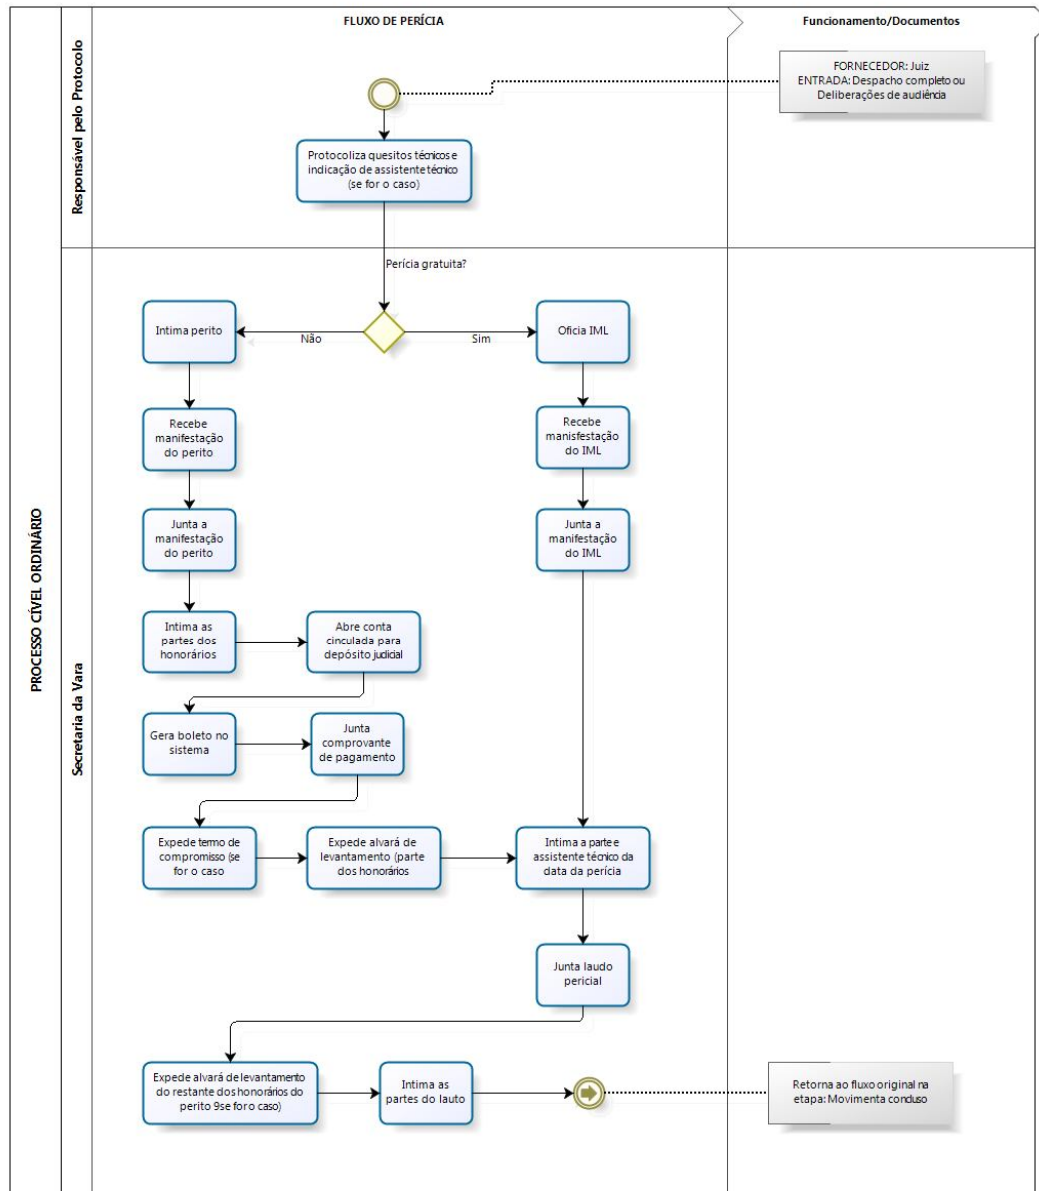 FLUXO DE PERÍCIA
Funcionamento/Documentos
PROCESSO CÍVEL ORDINÁRIO
Responsável pelo Protocolo
FORNECEDOR: Juiz
ENTRADA: Despacho completo ou
Deliberações de audiência
Protocoliza quesitos técnicos e
indicação de assistente técnico
(se for o caso)
Secretaria da Vara
Perícia gratuita?
Intima perito
Não
Sim
Oficia IML
Recebe
manifestação
do perito
Recebe
manisfestação
do IML
Junta a
manifestação
do perito
Junta a
manifestação
do IML
Intima as
partes dos
honorários
Abre conta
cinculada para
depósito judicial
Gera boleto no
sistema
Junta
comprovante
de pagamento
Expede termo de
compromisso (se
for o caso
Expede alvará de
levantamento (parte
dos honorários
Intima a parte e
assistente técnico da
data da perícia
Junta laudo
pericial
Expede alvará de levantamento
do restante dos honorários do
perito 9se for o caso)
Intima as
partes do lauto
Retorna ao fluxo original na
etapa: Movimenta concluso